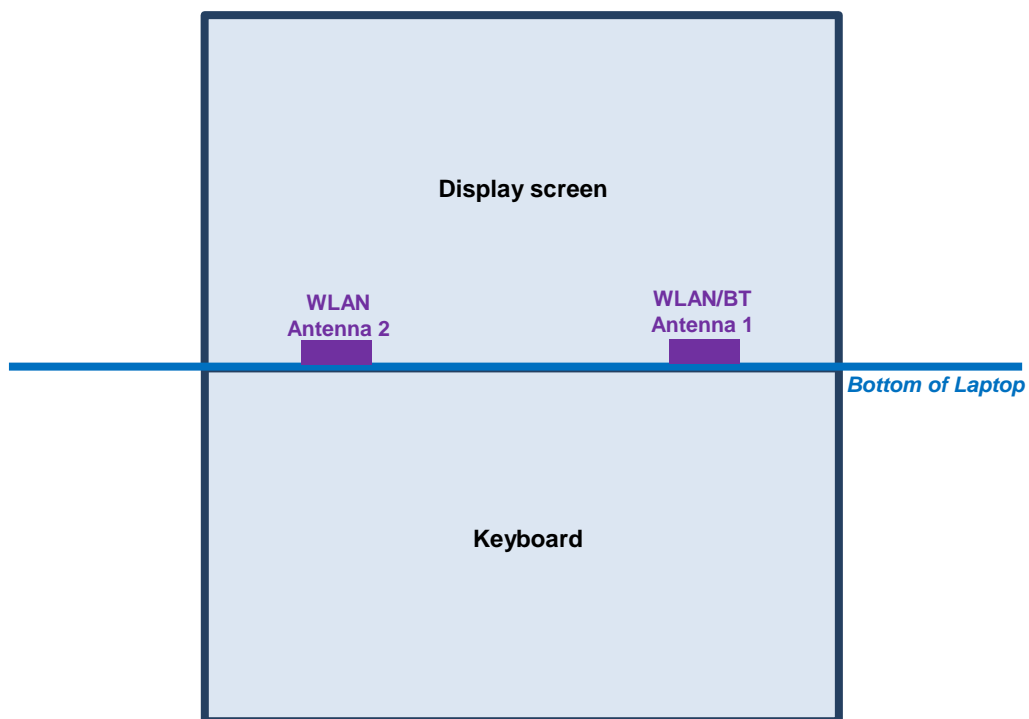 Display screen
WLAN
Antenna 2
WLAN/BT
Antenna 1
Bottom of Laptop
Keyboard